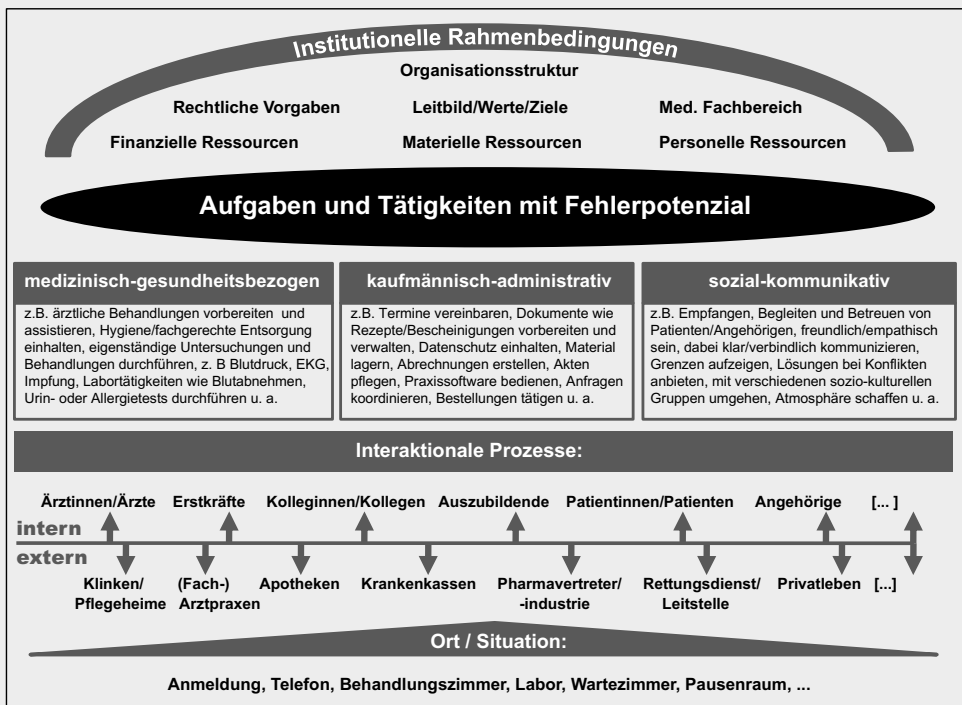 Institutionelle Rahmenbedingungen
Organisationsstruktur
Rechtliche Vorgaben Leitbild/Werte/Ziele Med. Fachbereich
Finanzielle Ressourcen Materielle Ressourcen Personelle Ressourcen
Aufgaben und Tätigkeiten mit Fehlerpotenzial
medizinisch-gesundheitsbezogen
z.B. ärztliche Behandlungen vorbereiten und
assistieren, Hygiene/fachgerechte Entsorgung
einhalten, eigenständige Untersuchungen und
Behandlungen durchführen, z. B Blutdruck, EKG,
Impfung, Labortätigkeiten wie Blutabnehmen,
Urin- oder Allergietests durchführen u. a.
kaufmännisch-administrativ
z.B. Termine vereinbaren, Dokumente wie
Rezepte/Bescheinigungen vorbereiten und
verwalten, Datenschutz einhalten, Material
lagern, Abrechnungen erstellen, Akten
pflegen, Praxissoftware bedienen, Anfragen
koordinieren, Bestellungen tätigen u. a.
sozial-kommunikativ
z.B. Empfangen, Begleiten und Betreuen von
Patienten/Angehörigen, freundlich/empathisch
sein, dabei klar/verbindlich kommunizieren,
Grenzen aufzeigen, Lösungen bei Konflikten
anbieten, mit verschiedenen sozio-kulturellen
Gruppen umgehen, Atmosphäre schaffen u. a.
Interaktionale Prozesse:
Ärztinnen/Ärzte Erstkräfte Kolleginnen/Kollegen Auszubildende Patientinnen/Patienten Angehörige [... ]
intern
extern
Klinken/ (Fach-) Apotheken Krankenkassen Pharmavertreter/ Rettungsdienst/ Privatleben [...]
Pflegeheime Arztpraxen -industrie Leitstelle
Ort / Situation:
Anmeldung, Telefon, Behandlungszimmer, Labor, Wartezimmer, Pausenraum, ...